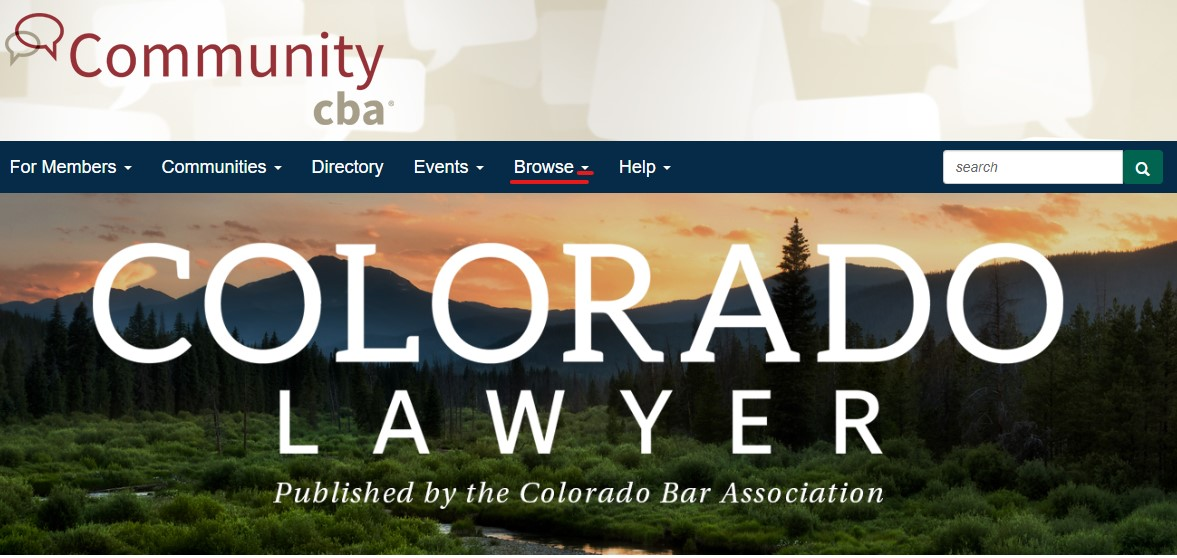 Community
cba®
For Members Communities Directory Events Browse Help search
COLORADO
LAWYER
Published by the Colorado Bar Association